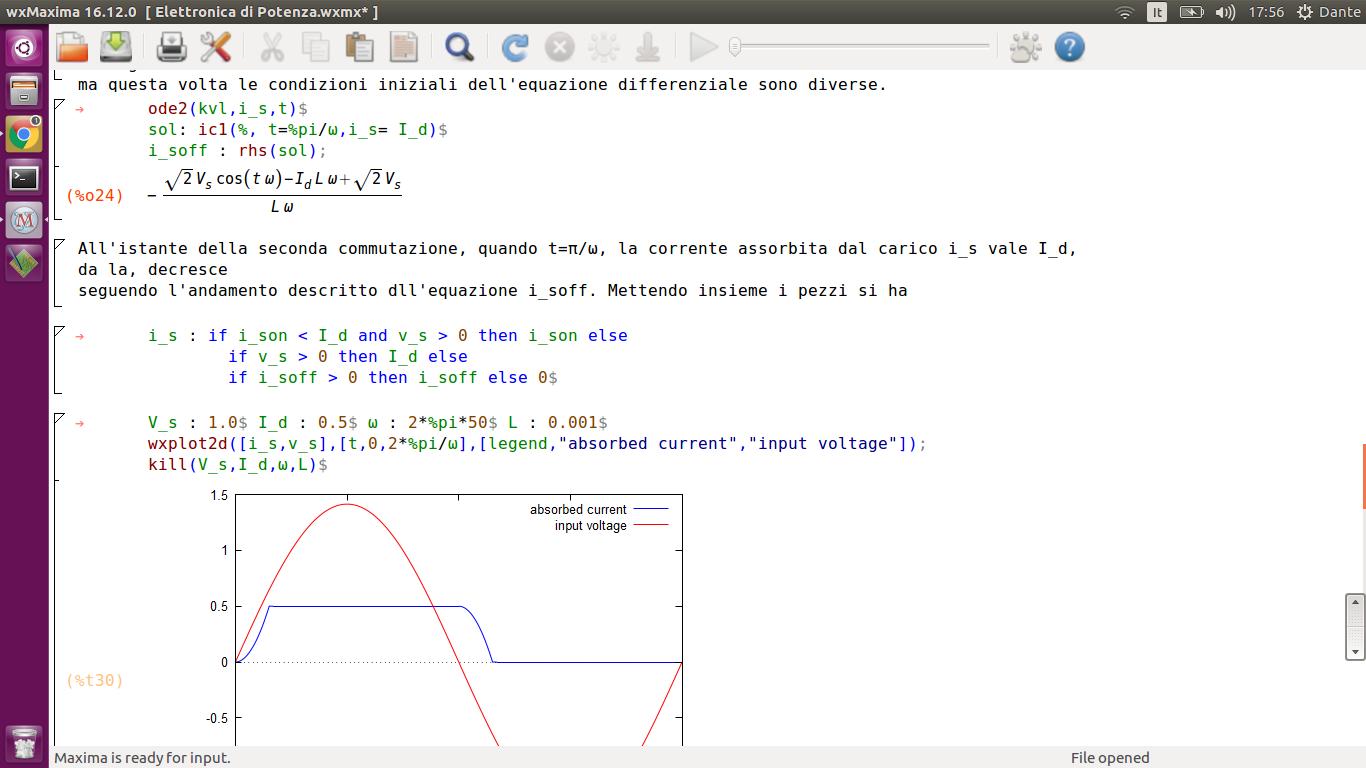 wxMaxima 16.12.0 [ Elettronica di Potenza.wxmx* ]
It
17:56
Dante
ma questa volta le condizioni iniziali dell'equazione differenziale sono diverse.
→ ode2(kvl,i_s,t)$
sol: ic1(%, t=%pi/ω,i_s= I_d)$
i_soff : rhs(sol);
(%o24) − (√2 V_s cos(t ω)−I_d L ω+√2 V_s) / (L ω)
All'istante della seconda commutazione, quando t=π/ω, la corrente assorbita dal carico i_s vale I_d,
da la, decresce
seguendo l'andamento descritto dll'equazione i_soff. Mettendo insieme i pezzi si ha
→ i_s : if i_son < I_d and v_s > 0 then i_son else
if v_s > 0 then I_d else
if i_soff > 0 then i_soff else 0$
→ V_s : 1.0$ I_d : 0.5$ ω : 2*%pi*50$ L : 0.001$
wxplot2d([i_s,v_s],[t,0,2*%pi/ω],[legend,"absorbed current","input voltage"]);
kill(V_s,I_d,ω,L)$
1.5
absorbed current
input voltage
1
0.5
0
(%t30)
-0.5
Maxima is ready for input.
File opened